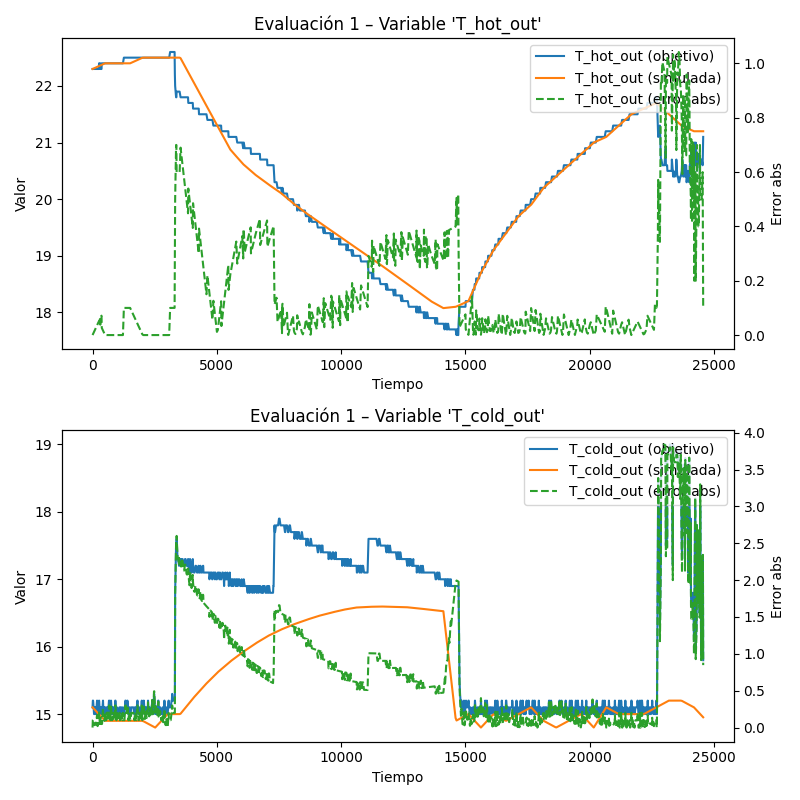 Evaluación 1 – Variable 'T_hot_out'
T_hot_out (objetivo)
T_hot_out (simulada)
T_hot_out (error abs)
Valor
22
21
20
19
18
1.0
0.8
0.6
0.4
0.2
0.0
Error abs
0
5000
10000
15000
20000
25000
Tiempo
Evaluación 1 – Variable 'T_cold_out'
T_cold_out (objetivo)
T_cold_out (simulada)
T_cold_out (error abs)
Valor
19
18
17
16
15
4.0
3.5
3.0
2.5
2.0
1.5
1.0
0.5
0.0
Error abs
0
5000
10000
15000
20000
25000
Tiempo